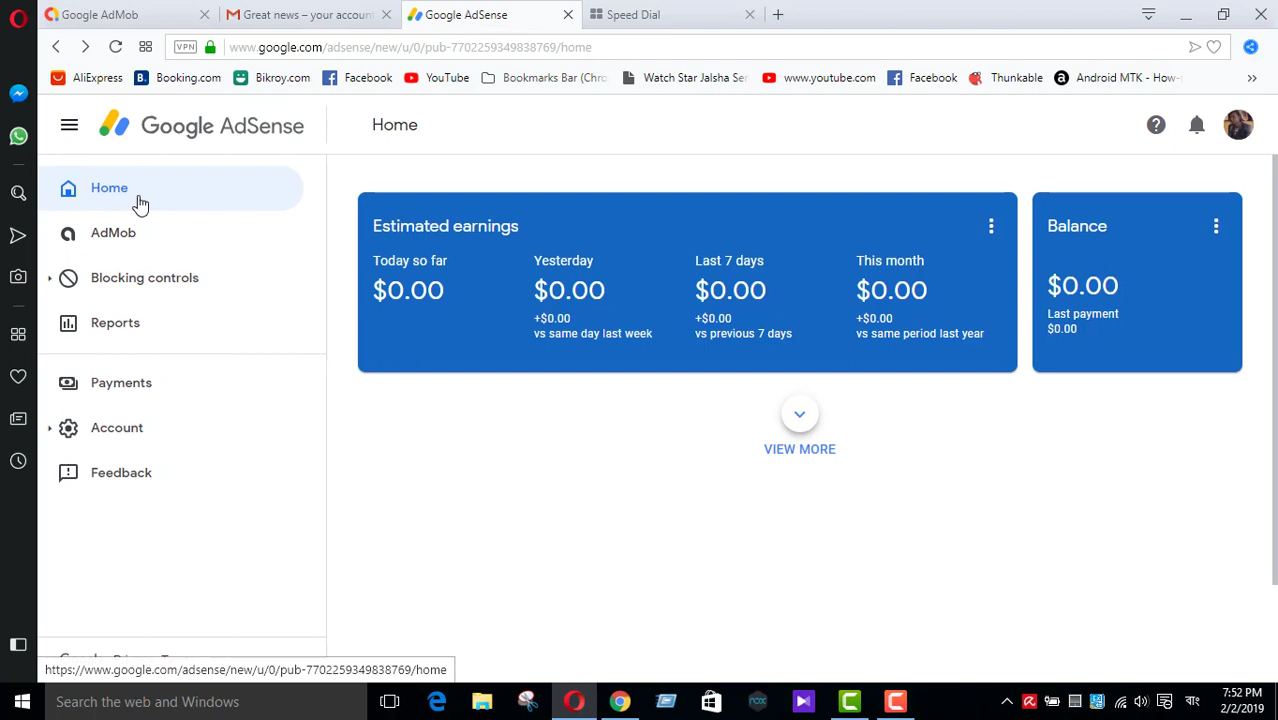 Google AdMob
Great news – your account
Google AdSense
Speed Dial
VPN
www.google.com/adsense/new/u/0/pub-7702259349838769/home
AliExpress
Booking.com
Bikroy.com
Facebook
YouTube
Bookmarks Bar (Chro
Watch Star Jalsha Ser
www.youtube.com
Facebook
Thunkable
Android MTK - How-
Google AdSense
Home
Home
AdMob
Blocking controls
Reports
Payments
Account
Feedback
Estimated earnings
Today so far
$0.00
Yesterday
$0.00
+$0.00
vs same day last week
Last 7 days
$0.00
+$0.00
vs previous 7 days
This month
$0.00
+$0.00
vs same period last year
Balance
$0.00
Last payment
$0.00
VIEW MORE
https://www.google.com/adsense/new/u/0/pub-7702259349838769/home
Search the web and Windows
বাং
7:52 PM
2/2/2019